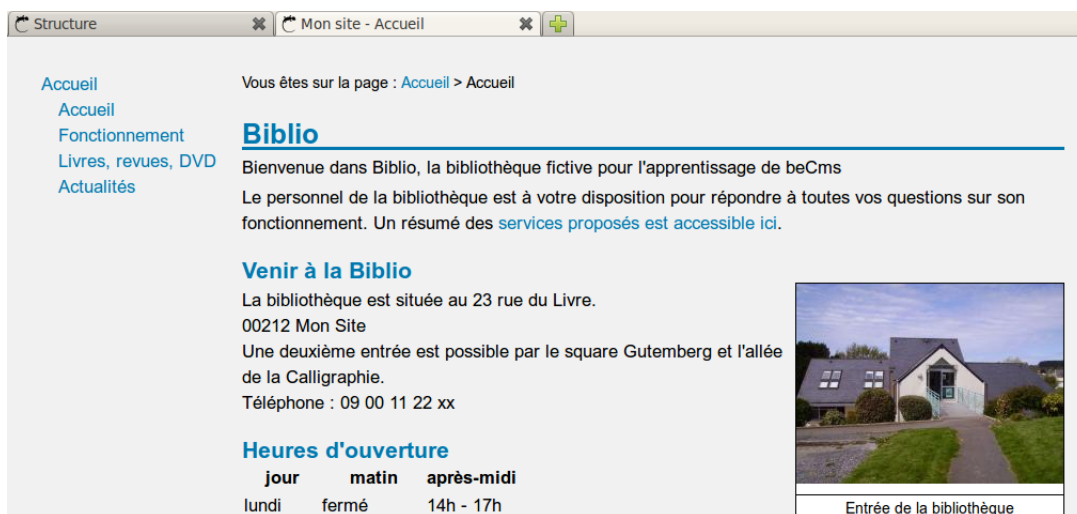 Structure
Mon site - Accueil
Accueil
Accueil
Fonctionnement
Livres, revues, DVD
Actualités
Vous êtes sur la page : Accueil > Accueil
Biblio
Bienvenue dans Biblio, la bibliothèque fictive pour l'apprentissage de beCms
Le personnel de la bibliothèque est à votre disposition pour répondre à toutes vos questions sur son
fonctionnement. Un résumé des services proposés est accessible ici.
Venir à la Biblio
La bibliothèque est située au 23 rue du Livre.
00212 Mon Site
Une deuxième entrée est possible par le square Gutemberg et l'allée
de la Calligraphie.
Téléphone : 09 00 11 22 xx
Heures d'ouverture
jour matin après-midi
lundi fermé 14h - 17h
Entrée de la bibliothèque